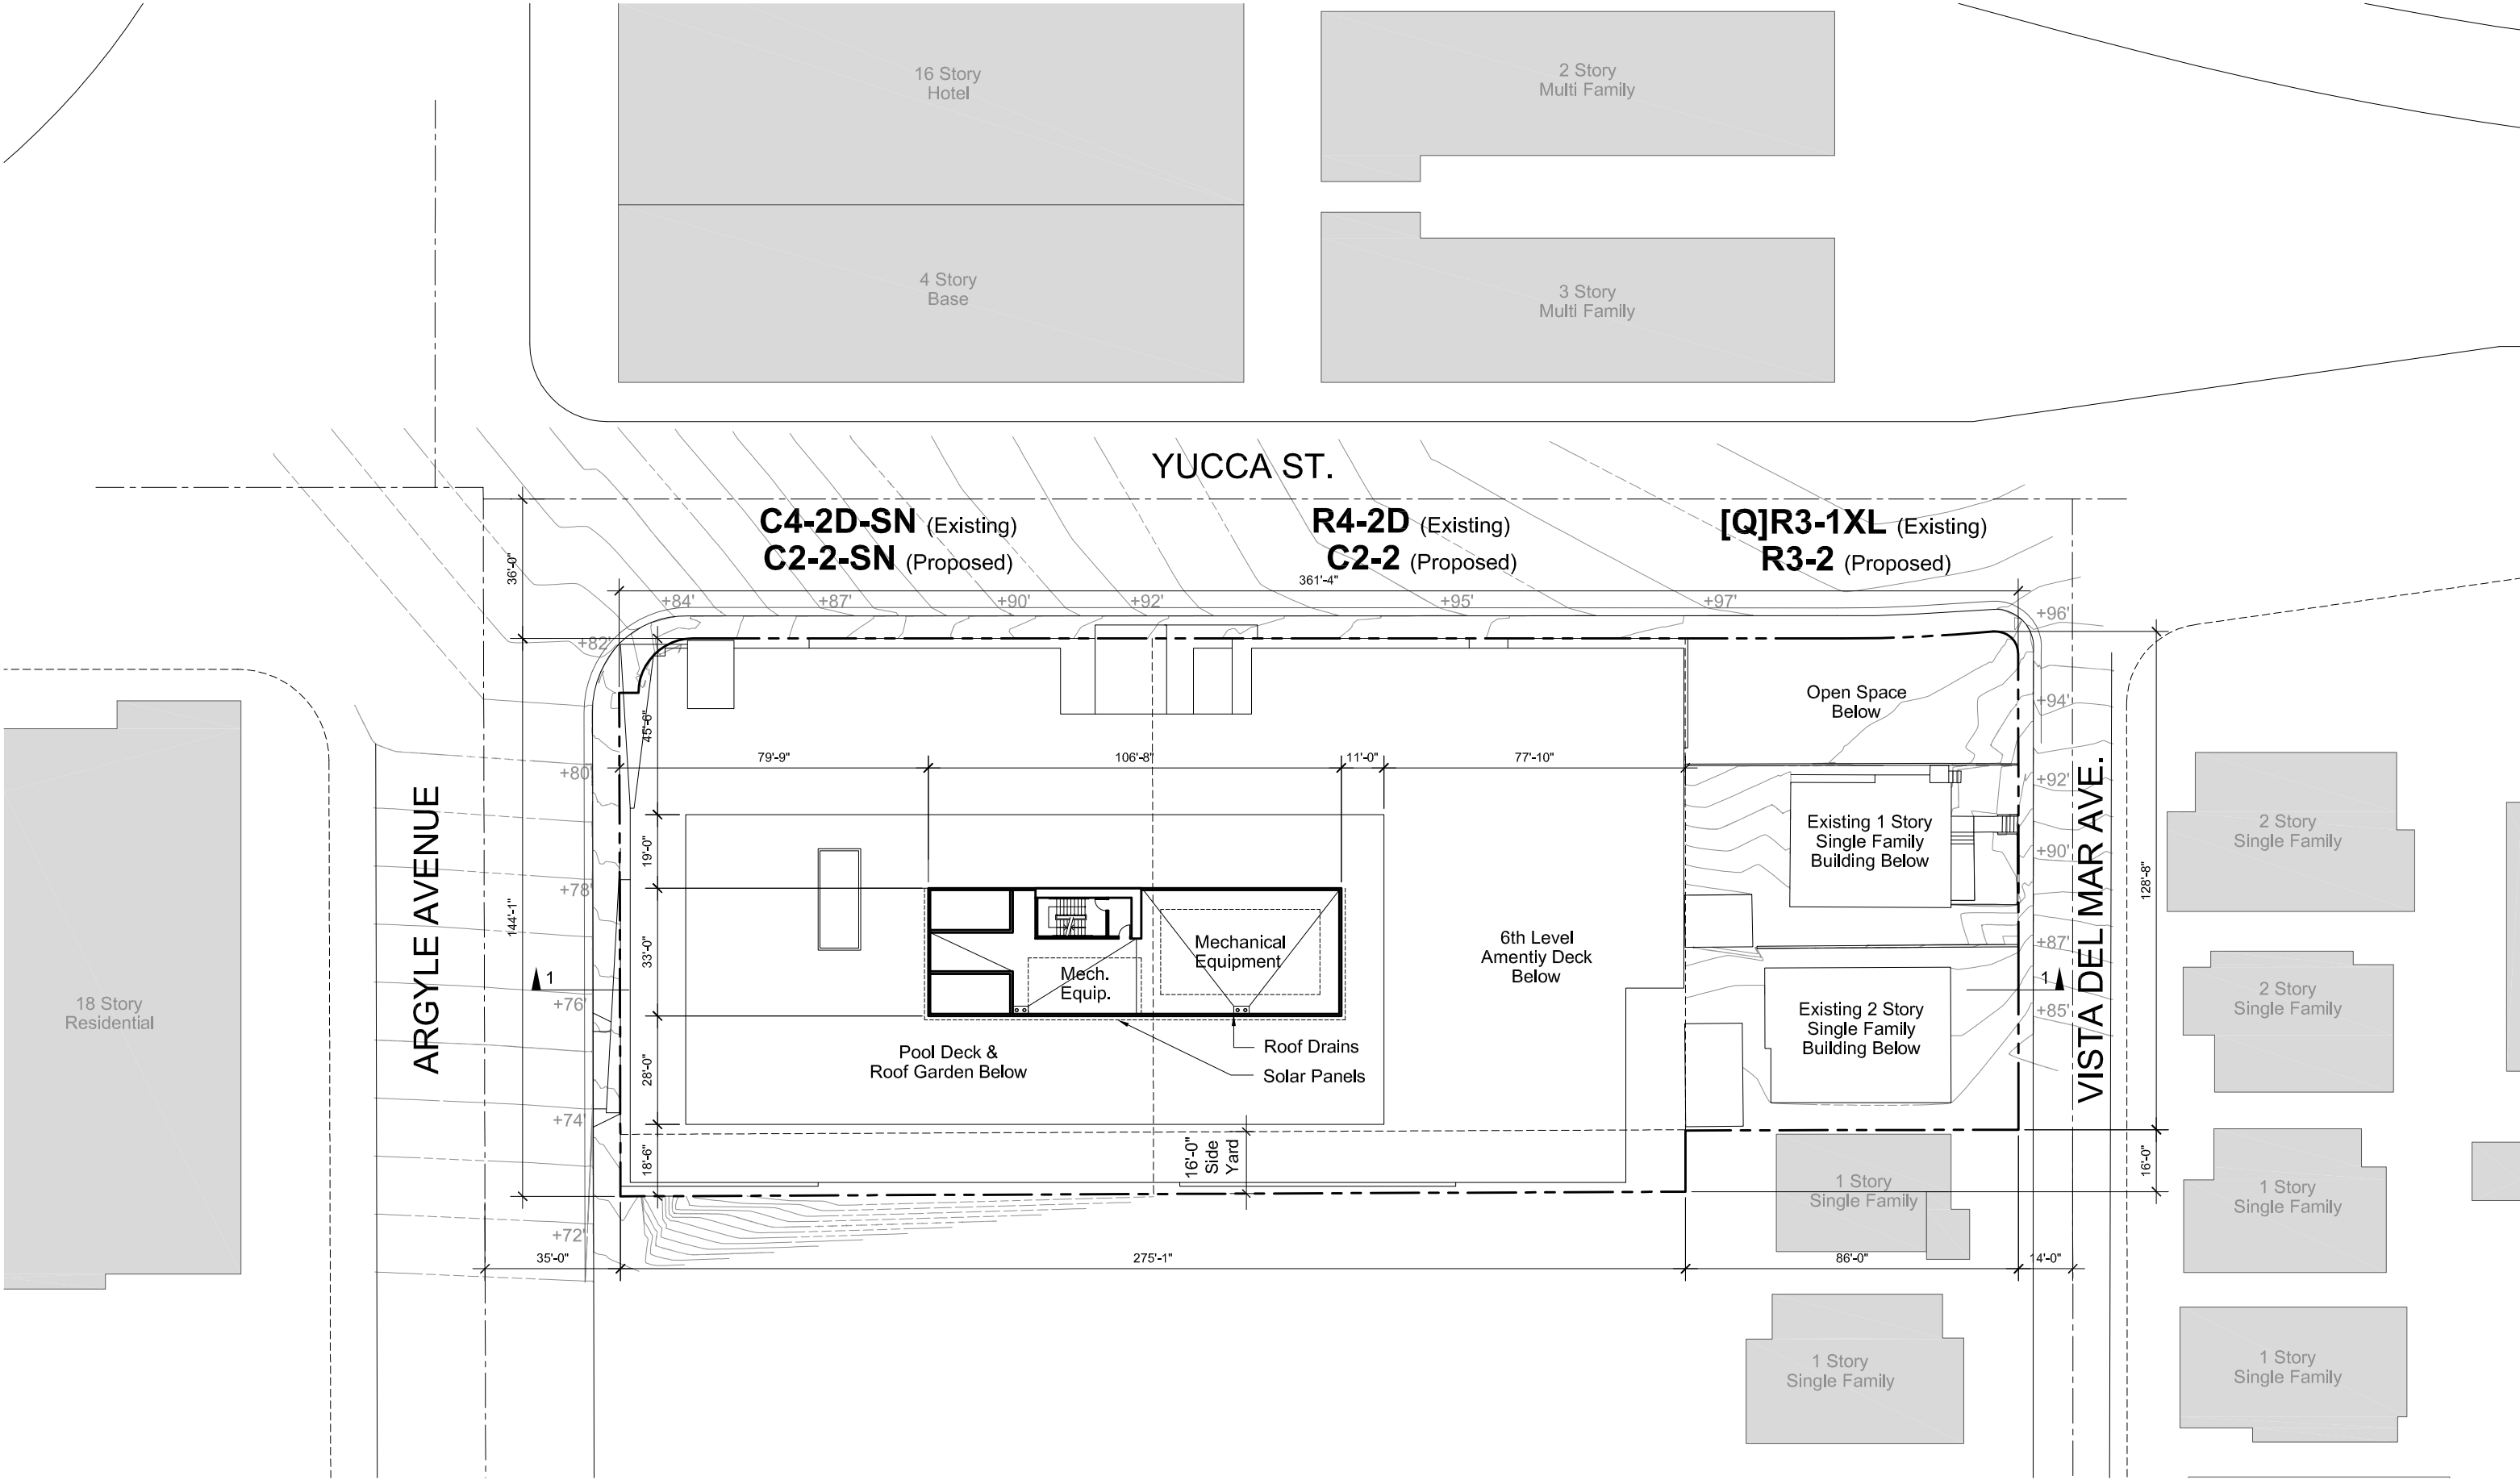 16 Story
Hotel
2 Story
Multi Family
4 Story
Base
3 Story
Multi Family
YUCCA ST.
C4-2D-SN (Existing)
C2-2-SN (Proposed)
R4-2D (Existing)
C2-2 (Proposed)
[Q]R3-1XL (Existing)
R3-2 (Proposed)
36'-0"
361'-4"
+84'
+87'
+90'
+92'
+95'
+97'
+96'
+82'
+94'
Open Space
Below
45'-6"
79'-9"
106'-8"
11'-0"
77'-10"
+80'
+92'
ARGYLE AVENUE
VISTA DEL MAR AVE.
Existing 1 Story
Single Family
Building Below
2 Story
Single Family
19'-0"
+90'
+78'
128'-8"
144'-1"
33'-0"
Mechanical
Equipment
6th Level
Amentiy Deck
Below
+87'
Mech.
Equip.
1
1
+76'
+85'
18 Story
Residential
Existing 2 Story
Single Family
Building Below
2 Story
Single Family
Pool Deck &
Roof Garden Below
Roof Drains
Solar Panels
28'-0"
+74'
18'-6"
16'-0"
Side
Yard
16'-0"
1 Story
Single Family
1 Story
Single Family
+72'
35'-0"
275'-1"
86'-0"
14'-0"
1 Story
Single Family
1 Story
Single Family